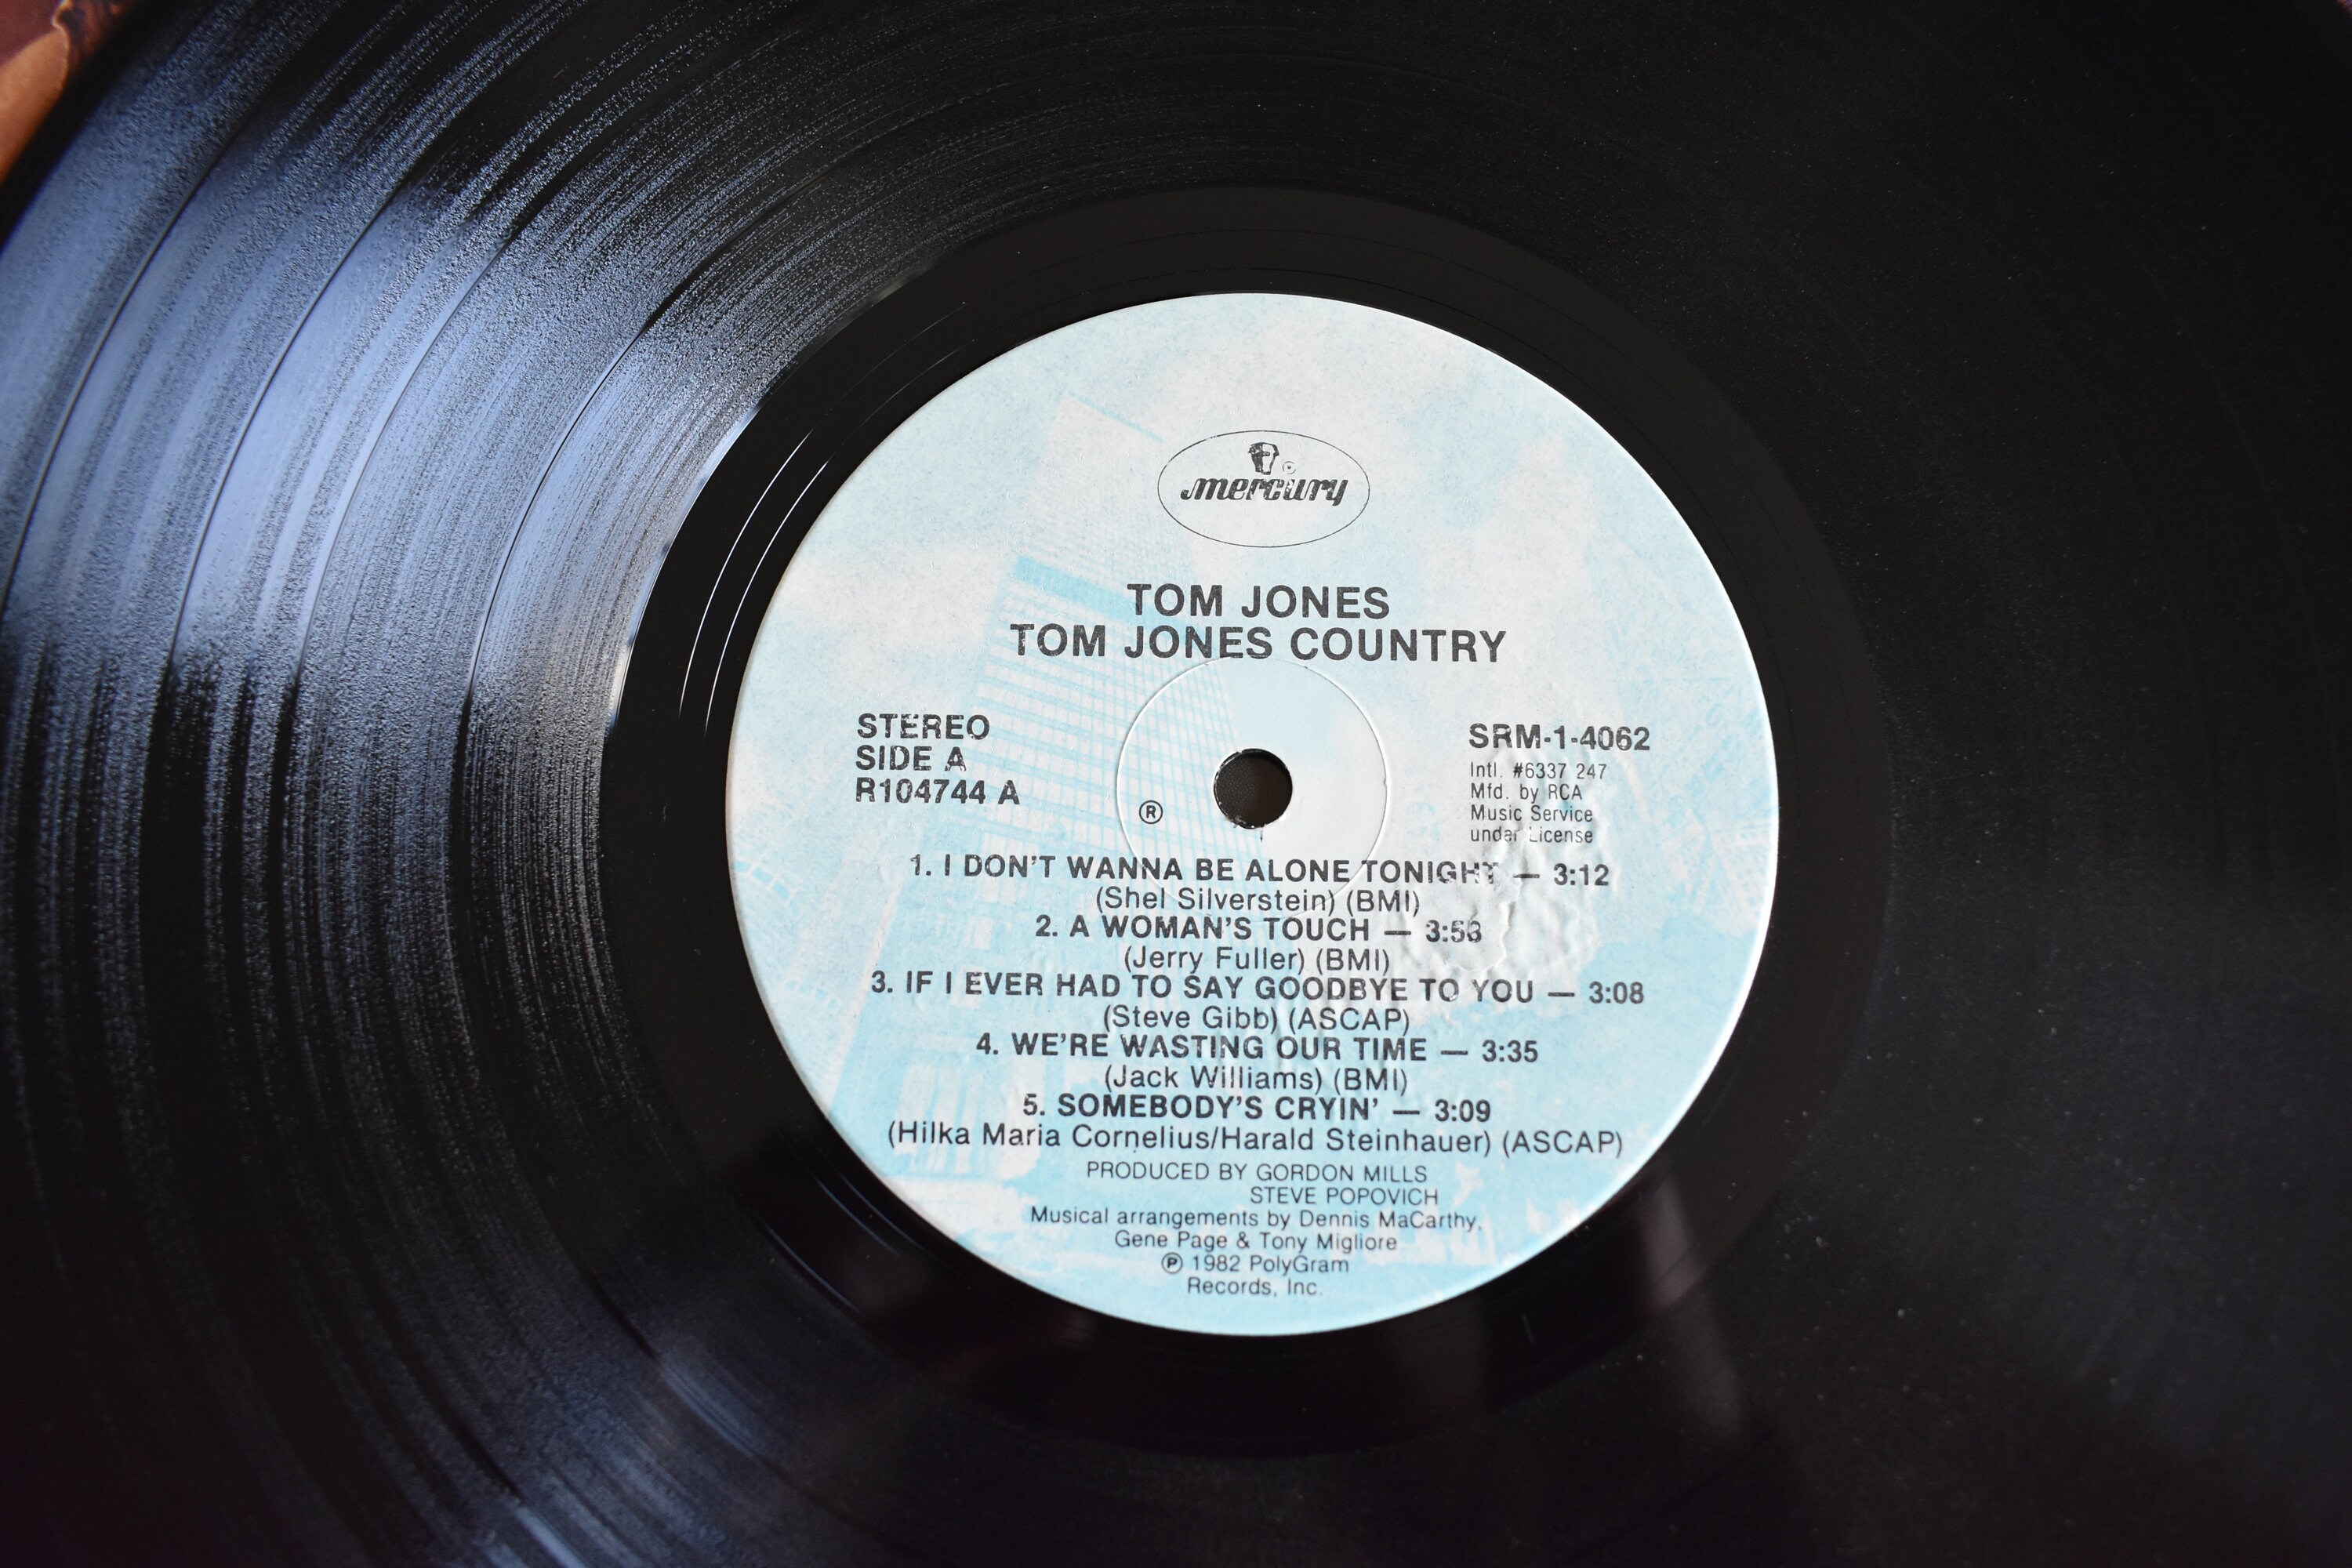 mercury
TOM JONES
TOM JONES COUNTRY
STEREO
SIDE A
R104744 A
®
SRM-1-4062
Intl. #6337 247
Mfd. by RCA
Music Service
under License
1. I DON'T WANNA BE ALONE TONIGHT — 3:12
(Shel Silverstein) (BMI)
2. A WOMAN'S TOUCH —
(Jerry Fuller) (BMI)
3. IF I EVER HAD TO SAY GOODBYE TO YOU — 3:08
(Steve Gibb) (ASCAP)
4. WE'RE WASTING OUR TIME — 3:35
(Jack Williams) (BMI)
5. SOMEBODY'S CRYIN' — 3:09
(Hilka Maria Cornelius/Harald Steinhauer) (ASCAP)
PRODUCED BY GORDON MILLS
STEVE POPOVICH
Musical arrangements by Dennis MaCarthy,
Gene Page & Tony Migliore
℗ 1982 PolyGram
Records, Inc.